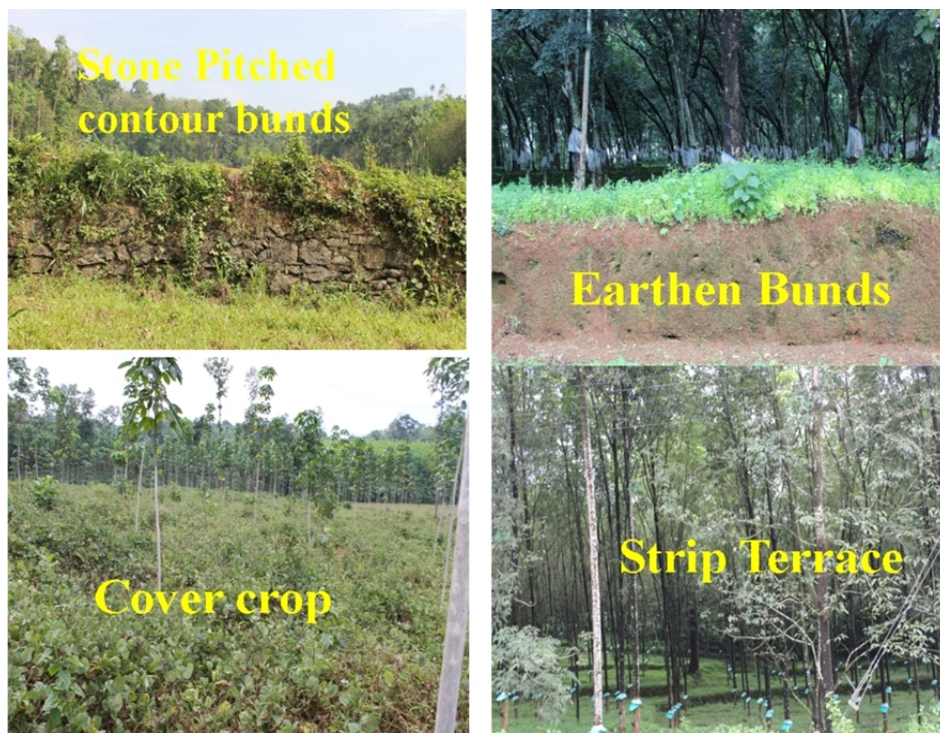 Stone Pitched
contour bunds
Earthen Bunds
Cover crop
Strip Terrace